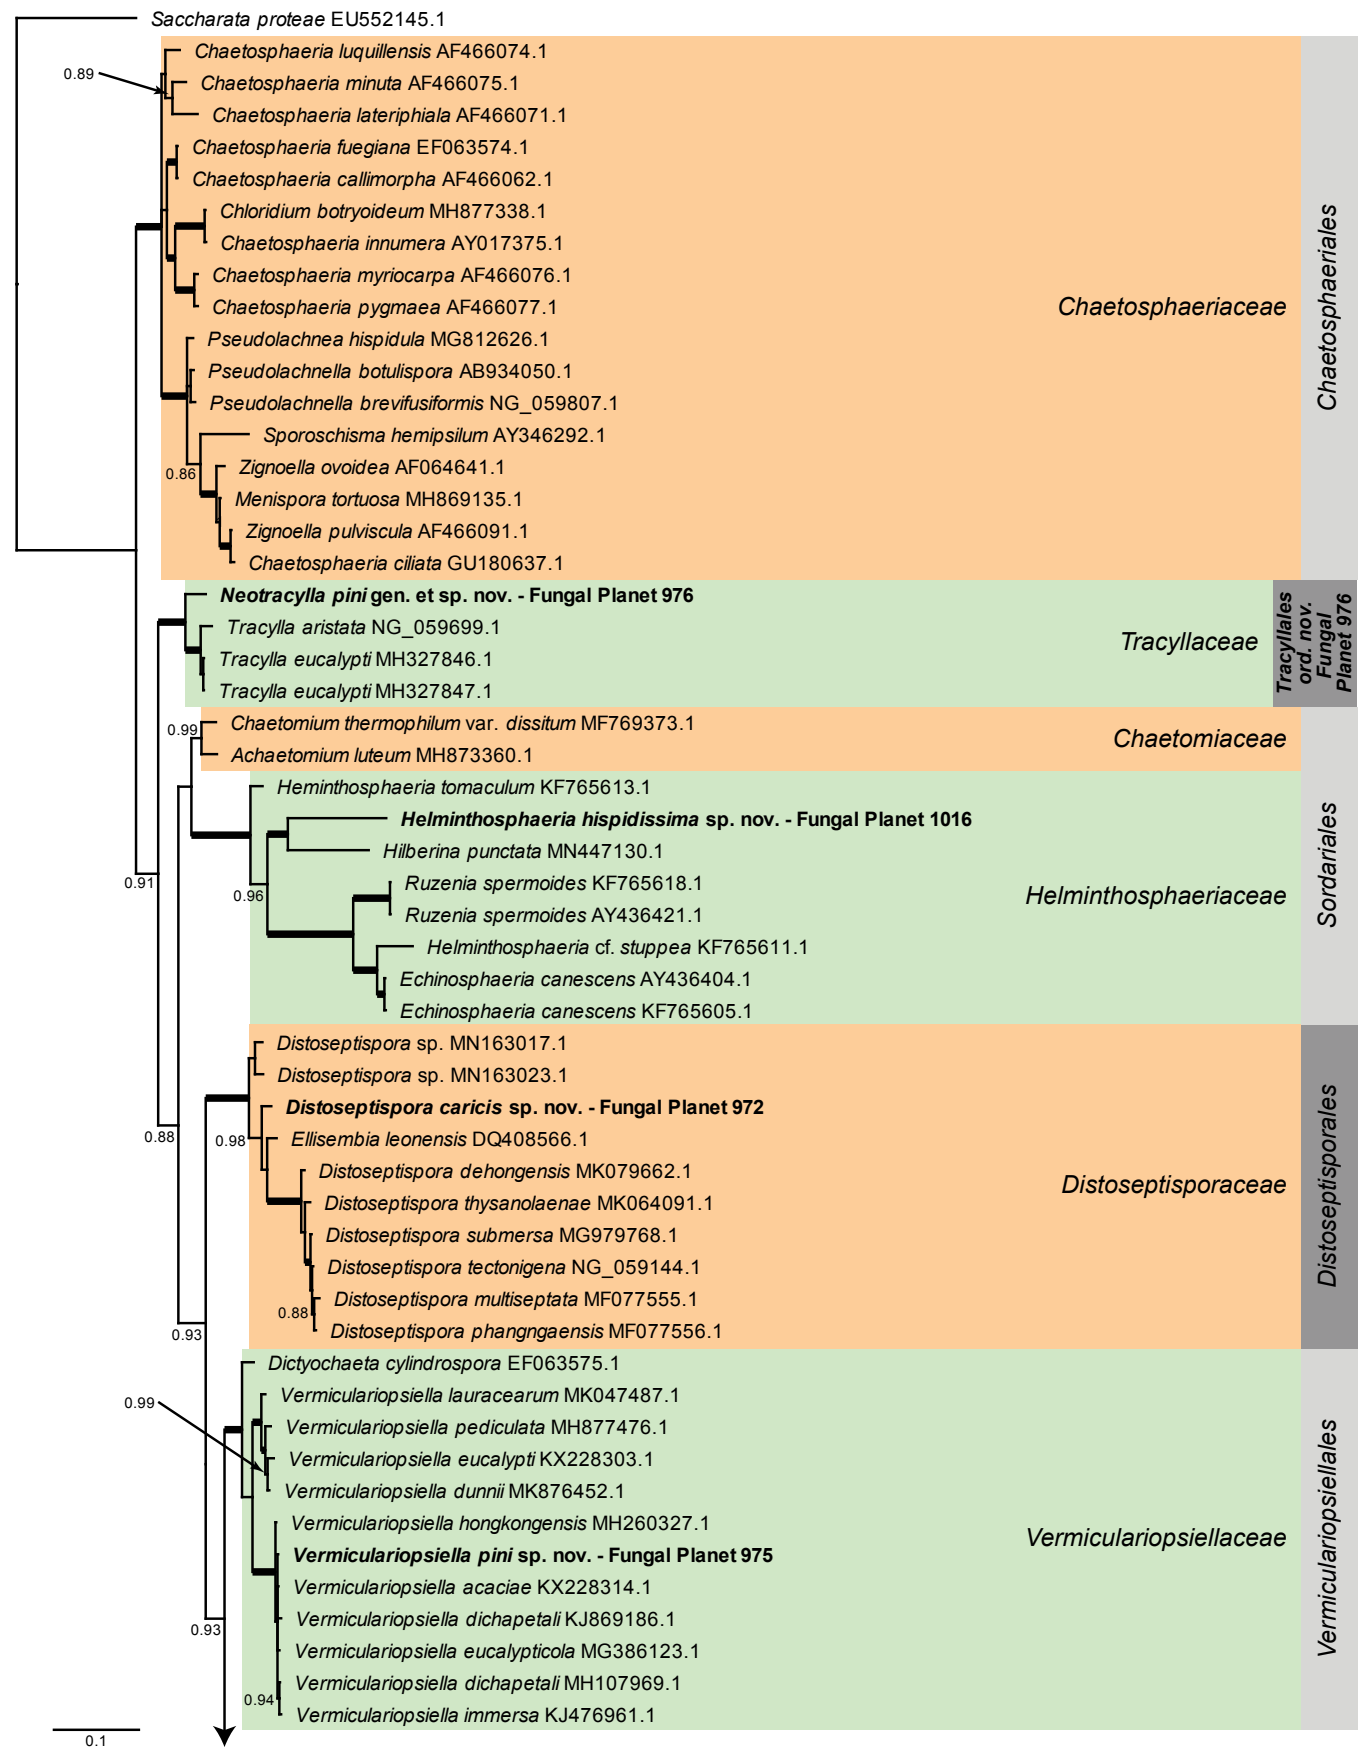 Saccharata proteae EU552145.1
Chaetosphaeria luquillensis AF466074.1
0.89
Chaetosphaeria minuta AF466075.1
Chaetosphaeria lateriphiala AF466071.1
Chaetosphaeria fuegiana EF063574.1
Chaetosphaeria callimorpha AF466062.1
Chloridium botryoideum MH877338.1
Chaetosphaeria innumera AY017375.1
Chaetosphaeria myriocarpa AF466076.1
Chaetosphaeria pygmaea AF466077.1
Chaetosphaeriaceae
Chaetosphaeriales
Pseudolachnea hispidula MG812626.1
Pseudolachnella botulispora AB934050.1
Pseudolachnella brevifusiformis NG_059807.1
Sporoschisma hemipsilum AY346292.1
0.86
Zignoella ovoidea AF064641.1
Menispora tortuosa MH869135.1
Zignoella pulviscula AF466091.1
Chaetosphaeria ciliata GU180637.1
Neotracylla pini gen. et sp. nov. - Fungal Planet 976
Tracylla aristata NG_059699.1
Tracylla eucalypti MH327846.1
Tracylla eucalypti MH327847.1
Tracyllaceae
Tracyllales
ord. nov.
Fungal
Planet 976
0.99
Chaetomium thermophilum var. dissitum MF769373.1
Achaetomium luteum MH873360.1
Chaetomiaceae
Heminthosphaeria tomaculum KF765613.1
Helminthosphaeria hispidissima sp. nov. - Fungal Planet 1016
Hilberina punctata MN447130.1
0.91
0.96
Ruzenia spermoides KF765618.1
Ruzenia spermoides AY436421.1
Helminthosphaeriaceae
Sordariales
Helminthosphaeria cf. stuppea KF765611.1
Echinosphaeria canescens AY436404.1
Echinosphaeria canescens KF765605.1
Distoseptispora sp. MN163017.1
Distoseptispora sp. MN163023.1
Distoseptispora caricis sp. nov. - Fungal Planet 972
0.88
0.98
Ellisembia leonensis DQ408566.1
Distoseptispora dehongensis MK079662.1
Distoseptisporaceae
Distoseptisporales
Distoseptispora thysanolaenae MK064091.1
Distoseptispora submersa MG979768.1
Distoseptispora tectonigena NG_059144.1
Distoseptispora multiseptata MF077555.1
0.88
Distoseptispora phangngaensis MF077556.1
0.93
Dictyochaeta cylindrospora EF063575.1
Vermiculariopsiella lauracearum MK047487.1
0.99
Vermiculariopsiella pediculata MH877476.1
Vermiculariopsiella eucalypti KX228303.1
Vermiculariopsiella dunnii MK876452.1
Vermiculariopsiella hongkongensis MH260327.1
Vermiculariopsiellaceae
Vermiculariopsiellales
Vermiculariopsiella pini sp. nov. - Fungal Planet 975
Vermiculariopsiella acaciae KX228314.1
Vermiculariopsiella dichapetali KJ869186.1
0.93
Vermiculariopsiella eucalypticola MG386123.1
Vermiculariopsiella dichapetali MH107969.1
0.94
Vermiculariopsiella immersa KJ476961.1
0.1